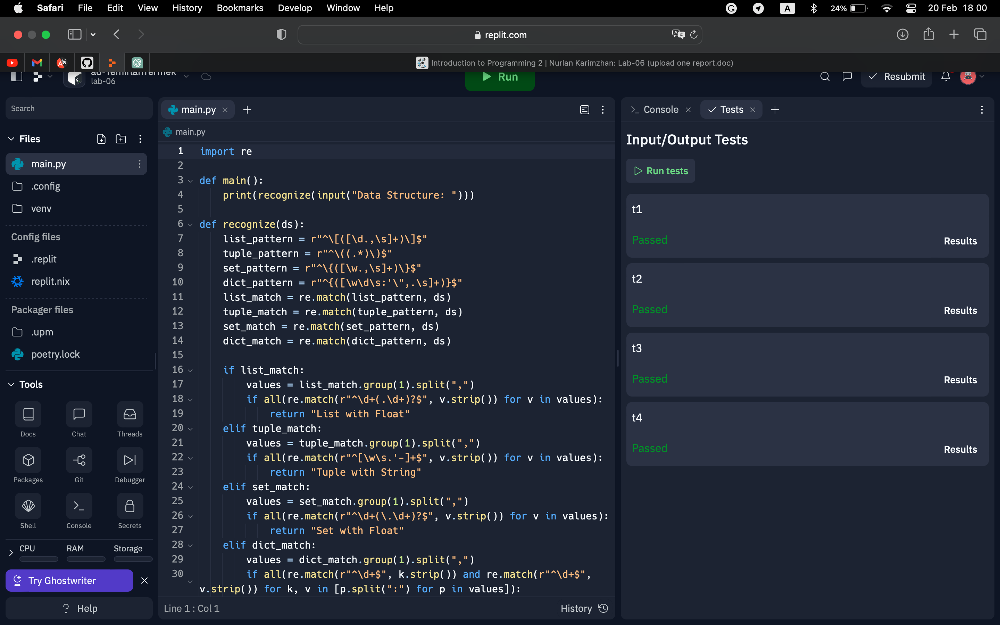 Safari File Edit View History Bookmarks Develop Window Help A 24% 20 Feb 18 00
replit.com
Introduction to Programming 2 | Nurlan Karimzhan: Lab-06 (upload one report.doc)
lab-06
Run
Resubmit
Search
Files
main.py
.config
venv
Config files
.replit
replit.nix
Packager files
.upm
poetry.lock
Tools
Docs Chat Threads
Packages Git Debugger
Shell Console Secrets
CPU RAM Storage
Try Ghostwriter
? Help
main.py
main.py
1 import re
2
3 def main():
4 print(recognize(input("Data Structure: ")))
5
6 def recognize(ds):
7 list_pattern = r"^\[([\d.,\s]+)\]$"
8 tuple_pattern = r"^\((.*)\)$"
9 set_pattern = r"^\{([\w.,\s]+)\}$"
10 dict_pattern = r"^{([\w\d\s:'\",.\s]+)}$"
11 list_match = re.match(list_pattern, ds)
12 tuple_match = re.match(tuple_pattern, ds)
13 set_match = re.match(set_pattern, ds)
14 dict_match = re.match(dict_pattern, ds)
15
16 if list_match:
17 values = list_match.group(1).split(",")
18 if all(re.match(r"^\d+(.\d+)?$", v.strip()) for v in values):
19 return "List with Float"
20 elif tuple_match:
21 values = tuple_match.group(1).split(",")
22 if all(re.match(r"^[\w\s.'-]+$", v.strip()) for v in values):
23 return "Tuple with String"
24 elif set_match:
25 values = set_match.group(1).split(",")
26 if all(re.match(r"^\d+(\.\d+)?$", v.strip()) for v in values):
27 return "Set with Float"
28 elif dict_match:
29 values = dict_match.group(1).split(",")
30 if all(re.match(r"^\d+$", k.strip()) and re.match(r"^\d+$",
v.strip()) for k, v in [p.split(":") for p in values]):
Line 1 : Col 1
History
Console
Tests
Input/Output Tests
Run tests
t1
Passed
Results
t2
Passed
Results
t3
Passed
Results
t4
Passed
Results